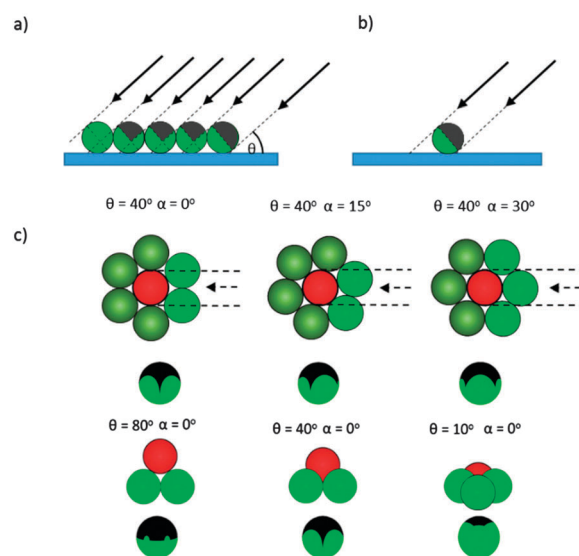 a)
b)
θ
θ = 40° α = 0°
θ = 40° α = 15°
θ = 40° α = 30°
c)
θ = 80° α = 0°
θ = 40° α = 0°
θ = 10° α = 0°